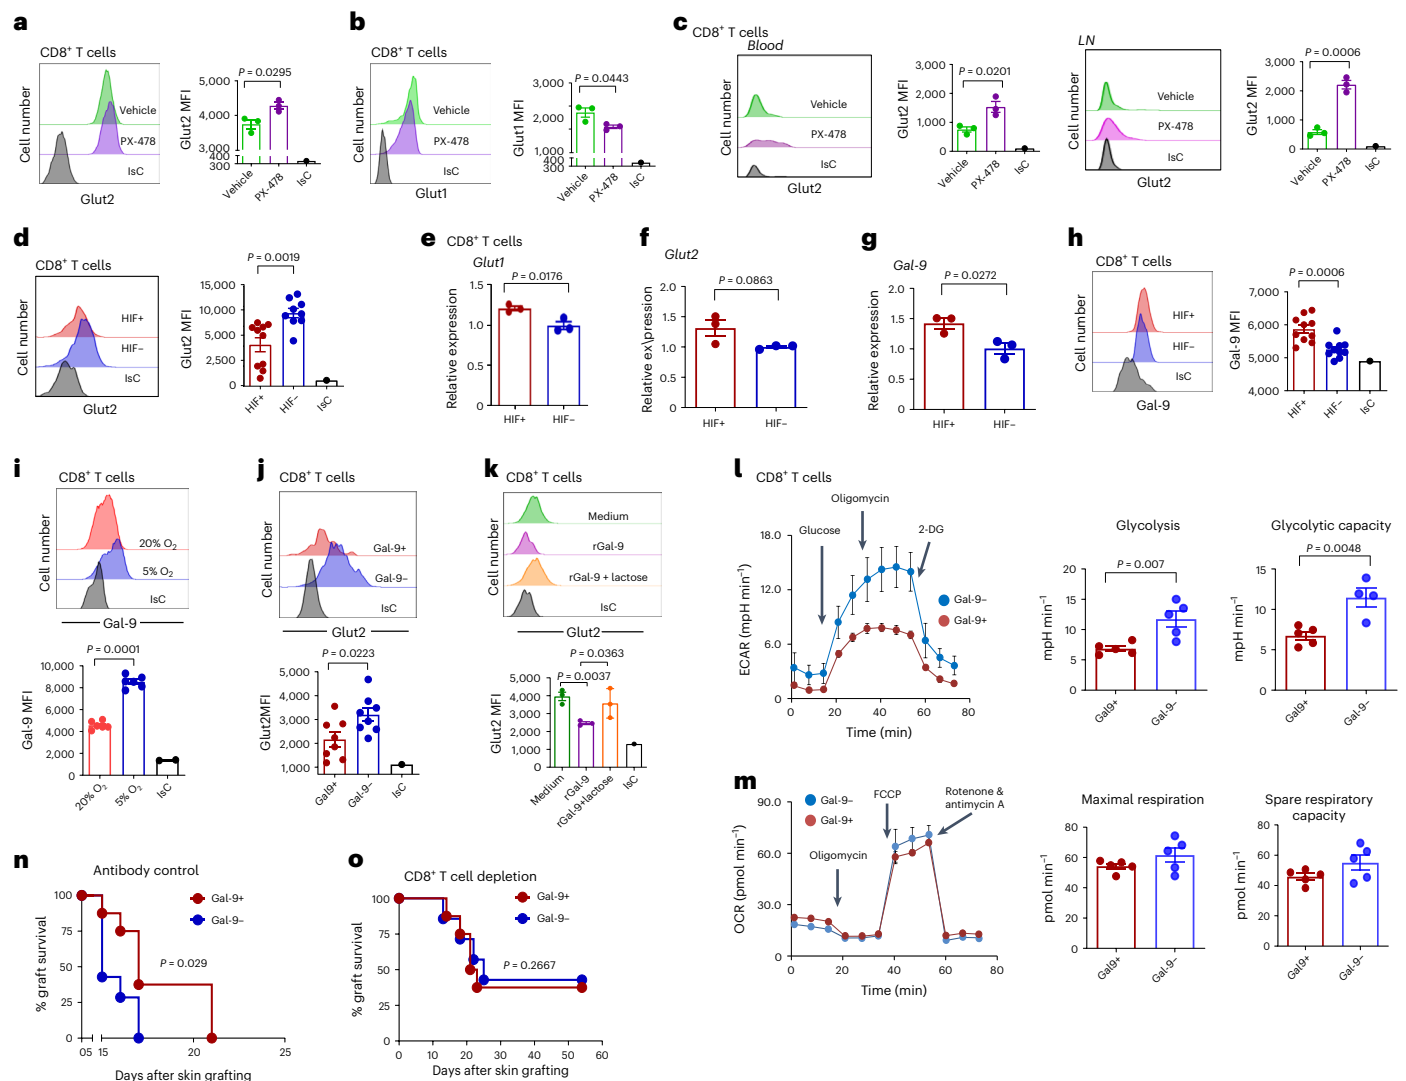 a
CD8+ T cells
Cell number
Vehicle
PX-478
IsC
Glut2
Glut2 MFI
P = 0.0295
5,000
4,000
3,000
400
300
Vehicle
PX-478
IsC
b
CD8+ T cells
Cell number
Vehicle
PX-478
IsC
Glut1
Glut1 MFI
P = 0.0443
3,000
2,000
1,000
400
300
Vehicle
PX-478
IsC
c
CD8+ T cells
Blood
Cell number
Vehicle
PX-478
IsC
Glut2
Glut2 MFI
P = 0.0201
3,000
2,000
1,000
0
Vehicle
PX-478
IsC
LN
Cell number
Vehicle
PX-478
IsC
Glut2
Glut2 MFI
P = 0.0006
3,000
2,000
1,000
0
Vehicle
PX-478
IsC
d
CD8+ T cells
Cell number
HIF+
HIF−
IsC
Glut2
Glut2 MFI
P = 0.0019
15,000
10,000
5,000
2,500
0
HIF+
HIF−
IsC
e
CD8+ T cells
Glut1
P = 0.0176
Relative expression
1.5
1.0
0.5
0
HIF+
HIF−
f
Glut2
P = 0.0863
Relative ex\pression
2.0
1.5
1.0
0.5
0
HIF+
HIF−
g
Gal-9
P = 0.0272
Relative expression
2.0
1.5
1.0
0.5
0
HIF+
HIF−
h
CD8+ T cells
Cell number
HIF+
HIF−
IsC
Gal-9
Gal-9 MFI
P = 0.0006
7,000
6,000
5,000
4,000
HIF+
HIF−
IsC
i
CD8+ T cells
Cell number
20% O2
5% O2
IsC
Gal-9
P = 0.0001
Gal-9 MFI
10,000
8,000
6,000
4,000
2,000
0
20% O2
5% O2
IsC
j
CD8+ T cells
Cell number
Gal-9+
Gal-9−
IsC
Glut2
P = 0.0223
Glut2MFI
5,000
4,000
3,000
2,000
1,000
Gal9+
Gal-9−
IsC
k
CD8+ T cells
Cell number
Medium
rGal-9
rGal-9 + lactose
IsC
Glut2
P = 0.0363
P = 0.0037
Glut2 MFI
5,000
4,000
3,000
2,000
1,000
0
Medium
rGal-9
rGal-9+lactose
IsC
l
CD8+ T cells
Oligomycin
Glucose
2-DG
ECAR (mpH min−1)
18.0
12.0
6.0
0
Gal-9−
Gal-9+
0
20
40
60
80
Time (min)
Glycolysis
P = 0.007
mpH min−1
20
15
10
5
0
Gal9+
Gal-9−
Glycolytic capacity
P = 0.0048
mpH min−1
15
10
5
0
Gal9+
Gal-9−
m
Gal-9−
Gal-9+
FCCP
Rotenone &
antimycin A
Oligomycin
OCR (pmol min−1)
90.0
60.0
30.0
0
0
20
40
60
80
Time (min)
Maximal respiration
pmol min−1
80
60
40
20
0
Gal9+
Gal-9−
Spare respiratory
capacity
pmol min−1
80
60
40
20
0
Gal9+
Gal-9−
n
Antibody control
Gal-9+
Gal-9−
P = 0.029
% graft survival
100
75
50
25
0
05
15
20
25
Days after skin grafting
o
CD8+ T cell depletion
Gal-9+
Gal-9−
P = 0.2667
% graft survival
100
75
50
25
0
0
10
20
30
40
50
60
Days after skin grafting